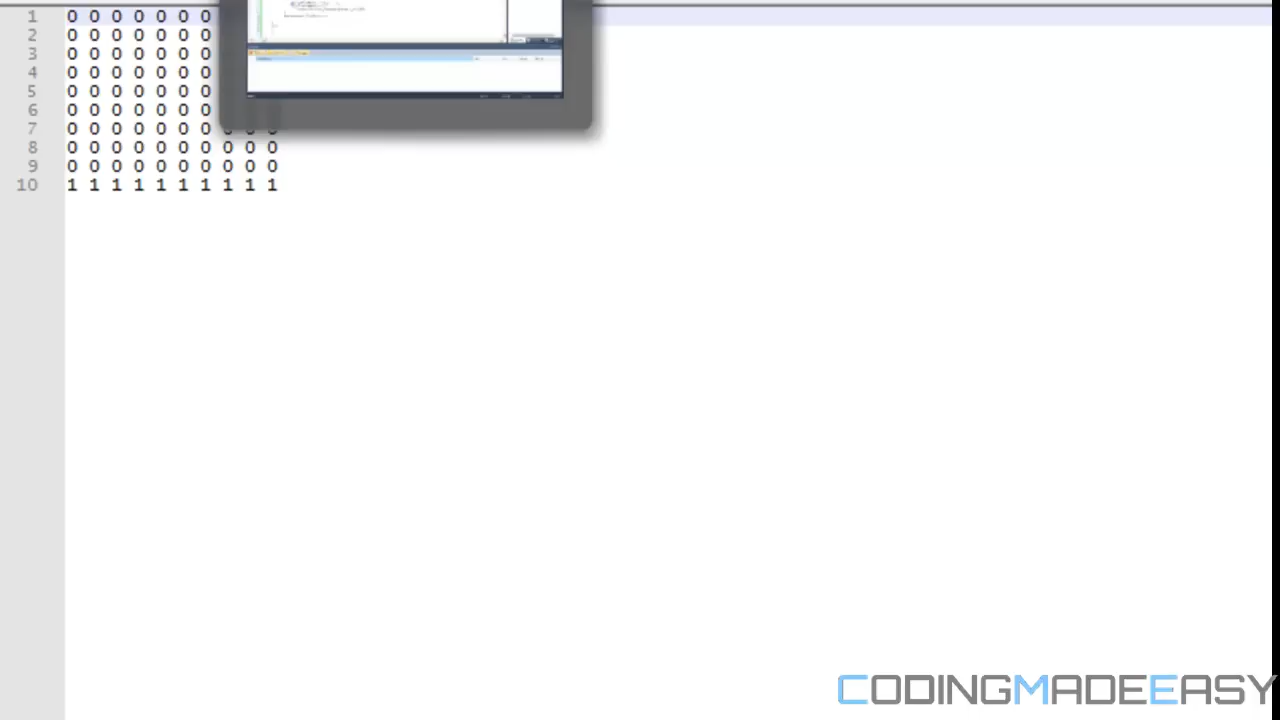 1 0 0 0 0 0 0 0
2 0 0 0 0 0 0 0
3 0 0 0 0 0 0 0
4 0 0 0 0 0 0 0
5 0 0 0 0 0 0 0
6 0 0 0 0 0 0 0
7 0 0 0 0 0 0 0 0 0 0
8 0 0 0 0 0 0 0 0 0 0
9 0 0 0 0 0 0 0 0 0 0
10 1 1 1 1 1 1 1 1 1 1
CODINGMADEEASY